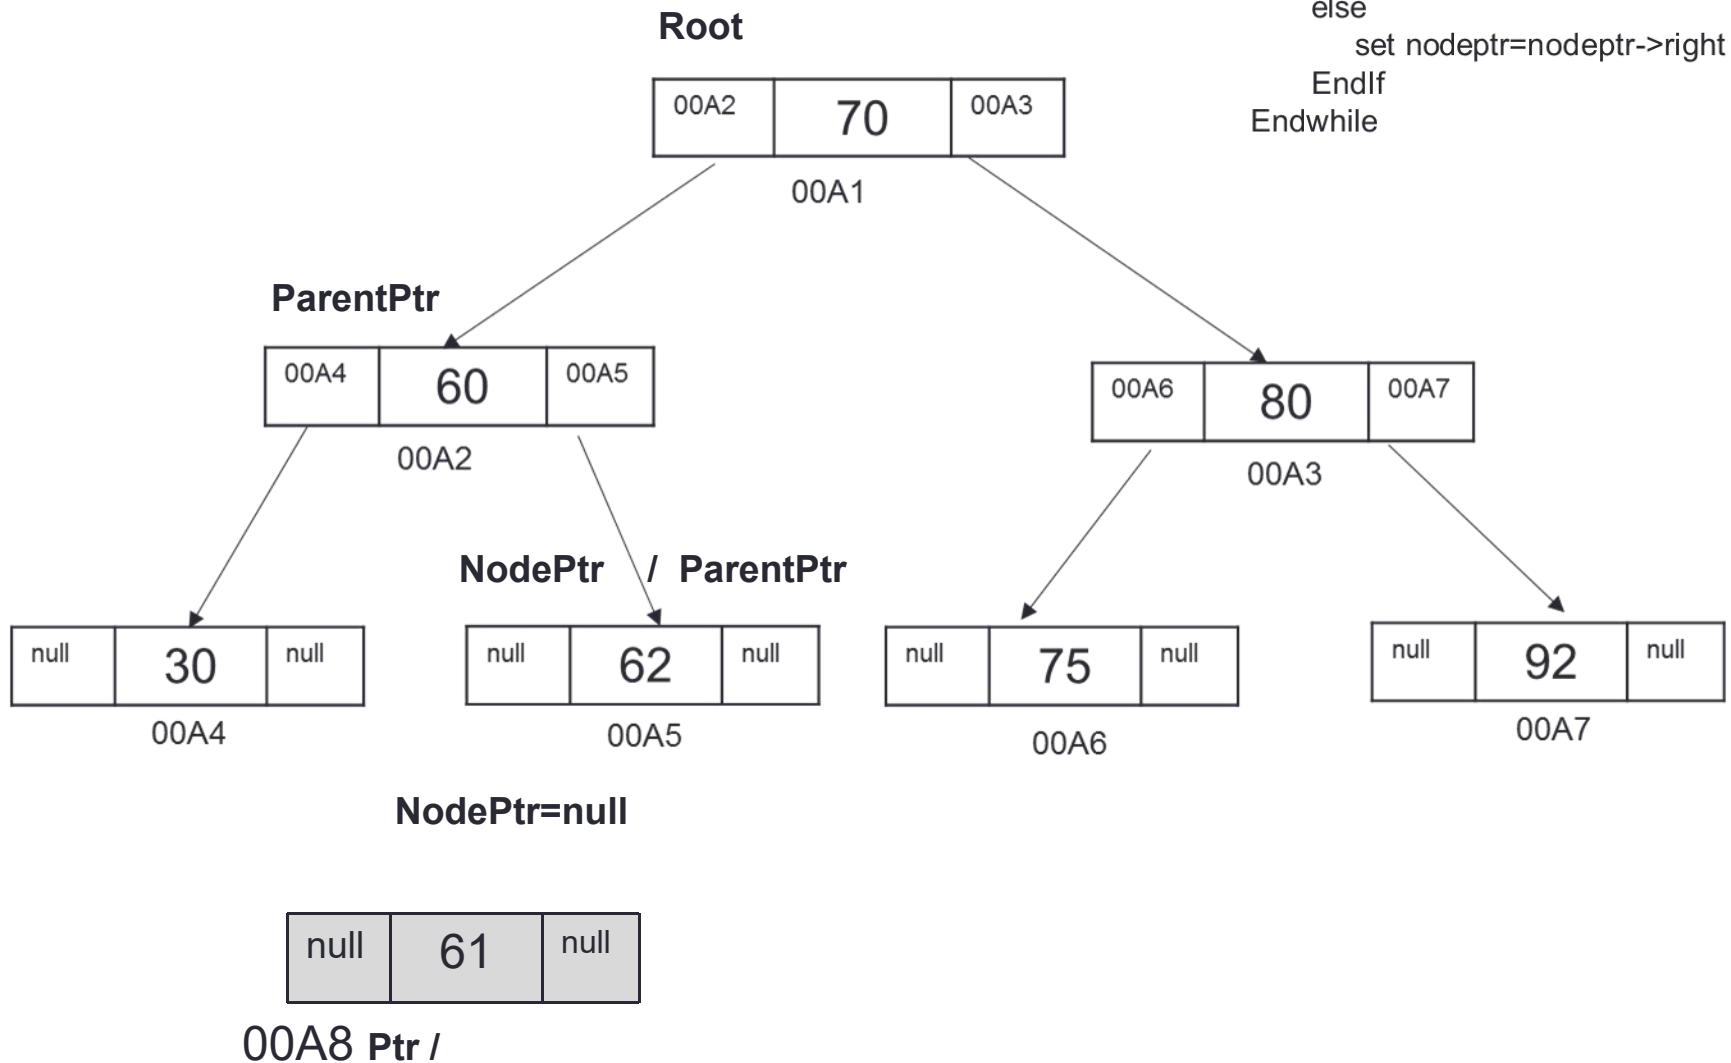 Root
else
set nodeptr=nodeptr->right
EndIf
Endwhile
00A2 70 00A3
00A1
ParentPtr
00A4 60 00A5
00A2
00A6 80 00A7
00A3
NodePtr / ParentPtr
null 30 null
00A4
null 62 null
00A5
null 75 null
00A6
null 92 null
00A7
NodePtr=null
null 61 null
00A8 Ptr /